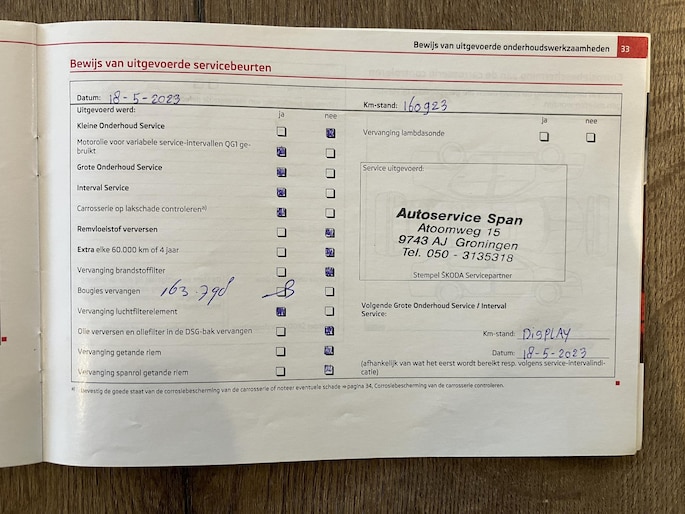 Bewijs van uitgevoerde onderhoudswerkzaamheden 33
Bewijs van uitgevoerde servicebeurten
Datum: 18-5-2023
Uitgevoerd werd:
ja nee
Kleine Onderhoud Service
Motorolie voor variabele service-intervallen QG1 ge-
bruikt
Grote Onderhoud Service
Interval Service
Carrosserie op lakschade controleren a)
Remvloeistof verversen
Extra elke 60.000 km of 4 jaar
Vervanging brandstoffilter
Bougies vervangen 163.798
Vervanging luchtfilterelement
Olie verversen en oliefilter in de DSG-bak vervangen
Vervanging getande riem
Vervanging spanrol getande riem
Km-stand: 160923
ja nee
Vervanging lambdasonde
Service uitgevoerd:
Autoservice Span
Atoomweg 15
9743 AJ Groningen
Tel. 050 - 3135318
Stempel ŠKODA Servicepartner
Volgende Grote Onderhoud Service / Interval
Service:
Km-stand: DISPLAY
Datum: 18-5-2023
(afhankelijk van wat het eerst wordt bereikt resp. volgens service-intervalindi-
catie)
a) Bevestig de goede staat van de corrosiebescherming van de carrosserie of noteer eventuele schade ⇒ pagina 34, Corrosiebescherming van de carrosserie controleren.